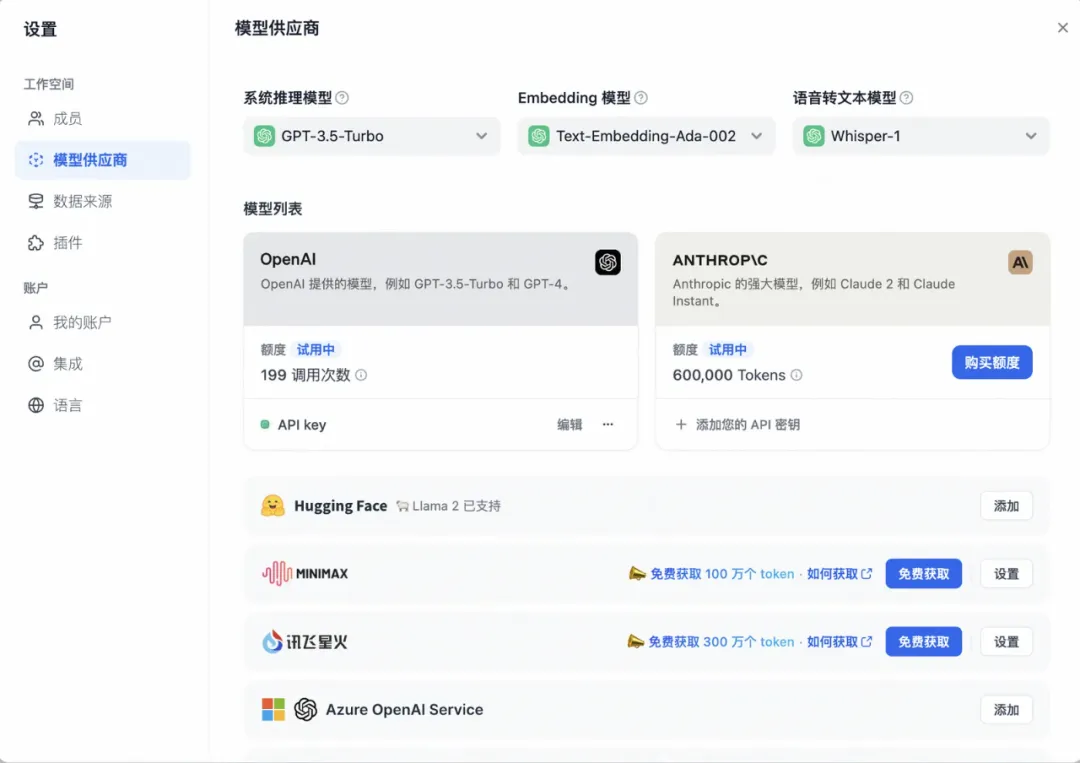 设置
工作空间
成员
模型供应商
数据来源
插件
账户
我的账户
集成
语言
模型供应商
系统推理模型
GPT-3.5-Turbo
Embedding 模型
Text-Embedding-Ada-002
语音转文本模型
Whisper-1
模型列表
OpenAI
OpenAI 提供的模型，例如 GPT-3.5-Turbo 和 GPT-4。
额度 试用中
199 调用次数
API key 编辑 ···
ANTHROP\C
Anthropic 的强大模型，例如 Claude 2 和 Claude
Instant。
额度 试用中
600,000 Tokens
购买额度
+ 添加您的 API 密钥
Hugging Face Llama 2 已支持 添加
MINIMAX 免费获取 100 万个 token · 如何获取 免费获取 设置
讯飞星火 免费获取 300 万个 token · 如何获取 免费获取 设置
Azure OpenAI Service 添加